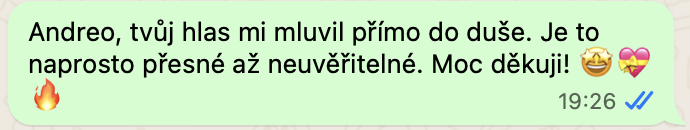 Andreo, tvůj hlas mi mluvil přímo do duše. Je to
naprosto přesné až neuvěřitelné. Moc děkuji! 🤩💝
🔥
19:26